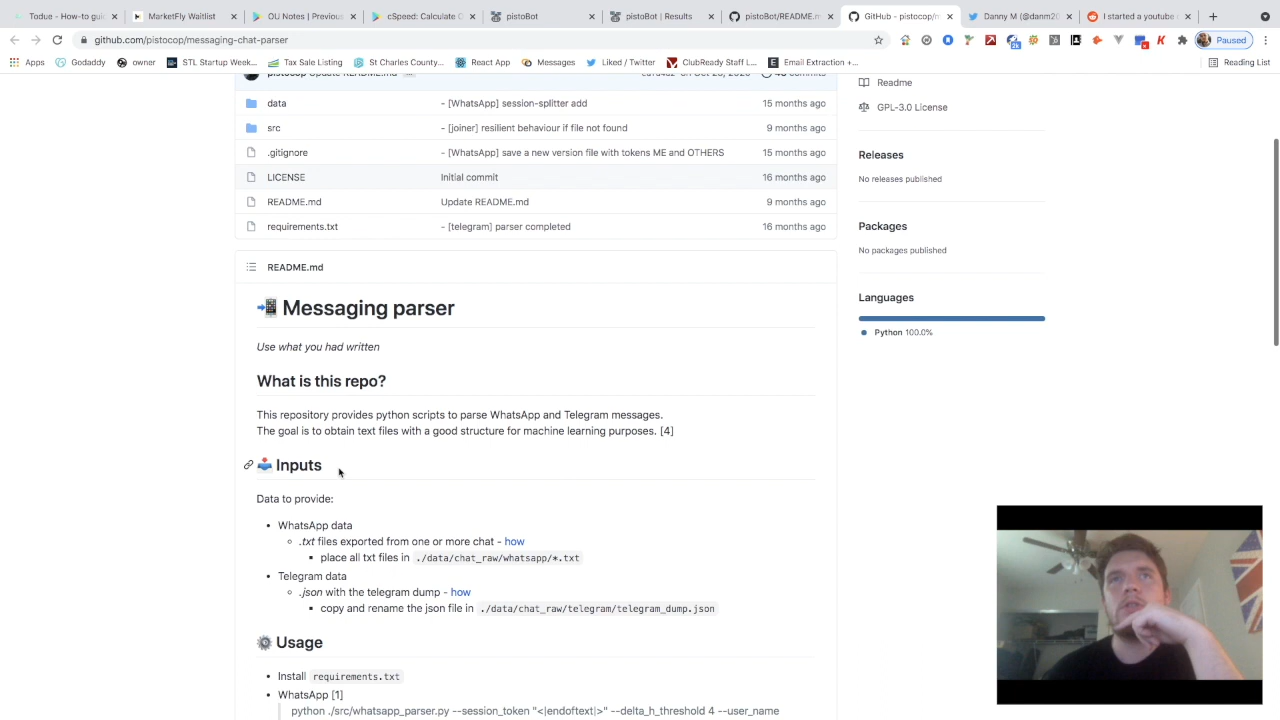 Todue - How-to guid
MarketFly Waitlist
OU Notes | Previous
cSpeed: Calculate D
pistoBot
pistoBot | Results
pistoBot/README.m
GitHub - pistocop/m
Danny M (@danm20
I started a youtube r
github.com/pistocop/messaging-chat-parser
Paused
Apps
Godaddy
owner
STL Startup Week...
Tax Sale Listing
St Charles County...
React App
Messages
Liked / Twitter
ClubReady Staff L...
Email Extraction +...
Reading List
pistocop Update README.md
commits
data - [WhatsApp] session-splitter add 15 months ago
src - [joiner] resilient behaviour if file not found 9 months ago
.gitignore - [WhatsApp] save a new version file with tokens ME and OTHERS 15 months ago
LICENSE Initial commit 16 months ago
README.md Update README.md 9 months ago
requirements.txt - [telegram] parser completed 16 months ago
Readme
GPL-3.0 License
Releases
No releases published
Packages
No packages published
Languages
Python 100.0%
README.md
Messaging parser
Use what you had written
What is this repo?
This repository provides python scripts to parse WhatsApp and Telegram messages.
The goal is to obtain text files with a good structure for machine learning purposes. [4]
Inputs
Data to provide:
WhatsApp data
.txt files exported from one or more chat - how
place all txt files in ./data/chat_raw/whatsapp/*.txt
Telegram data
.json with the telegram dump - how
copy and rename the json file in ./data/chat_raw/telegram/telegram_dump.json
Usage
Install requirements.txt
WhatsApp [1]
python ./src/whatsapp_parser.py --session_token "<|endoftext|>" --delta_h_threshold 4 --user_name